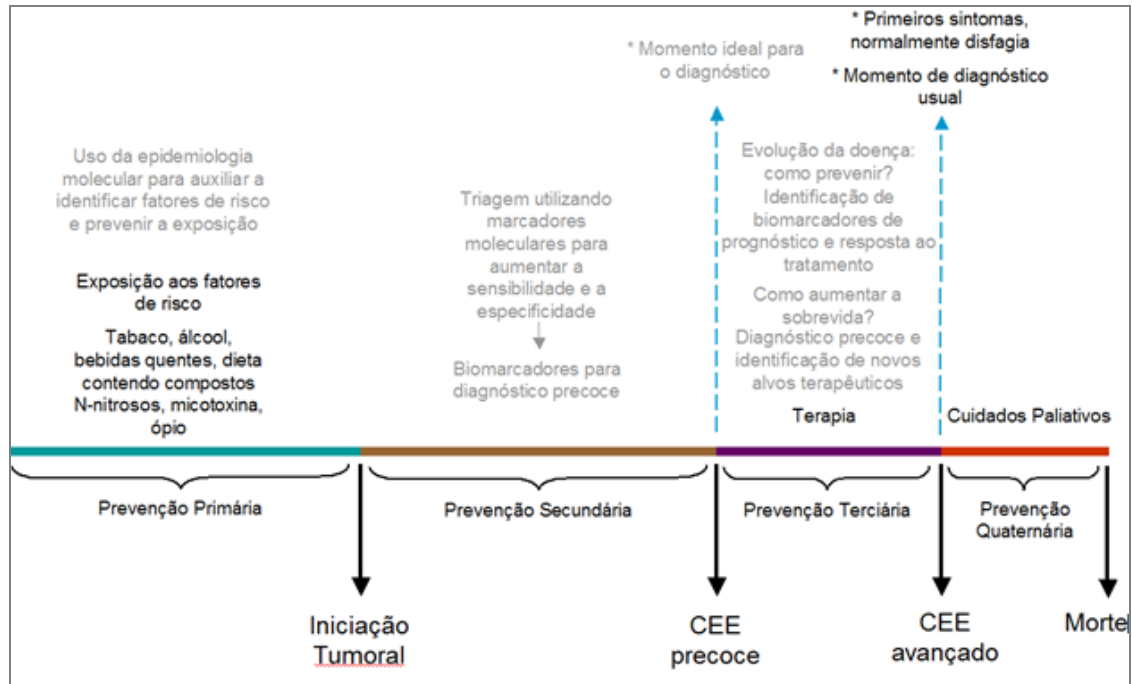 * Primeiros sintomas,
normalmente disfagia
* Momento de diagnóstico
usual
* Momento ideal para
o diagnóstico
Uso da epidemiologia
molecular para auxiliar a
identificar fatores de risco
e prevenir a exposição
Exposição aos fatores
de risco
Tabaco, álcool,
bebidas quentes, dieta
contendo compostos
N-nitrosos, micotoxina,
ópio
Triagem utilizando
marcadores
moleculares para
aumentar a
sensibilidade e a
especificidade
Biomarcadores para
diagnóstico precoce
Evolução da doença:
como prevenir?
Identificação de
biomarcadores de
prognóstico e resposta ao
tratamento
Como aumentar a
sobrevida?
Diagnóstico precoce e
identificação de novos
alvos terapêuticos
Terapia
Cuidados Paliativos
Prevenção Primária
Prevenção Secundária
Prevenção Terciária
Prevenção
Quaternária
Iniciação
Tumoral
CEE
precoce
CEE
avançado
Morte